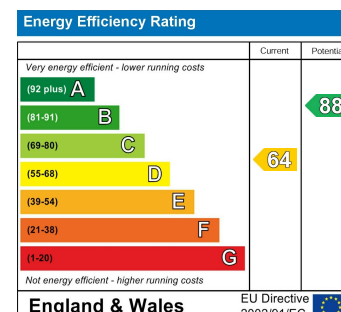 Energy Efficiency Rating
Current
Very energy efficient - lower running costs
(92 plus) A
(81-91) B
88
(69-80) C
64
(55-68) D
(39-54) E
(21-38) F
(1-20) G
Not energy efficient - higher running costs
England & Wales
EU Directive